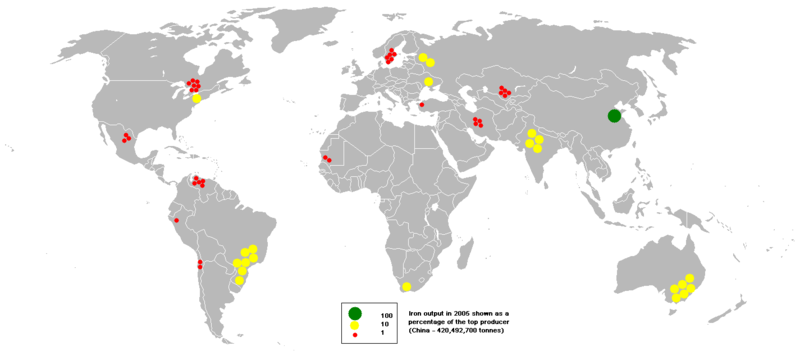 100
10
1
Iron output in 2005 shown as a
percentage of the top producer
(China - 420,492,700 tonnes)